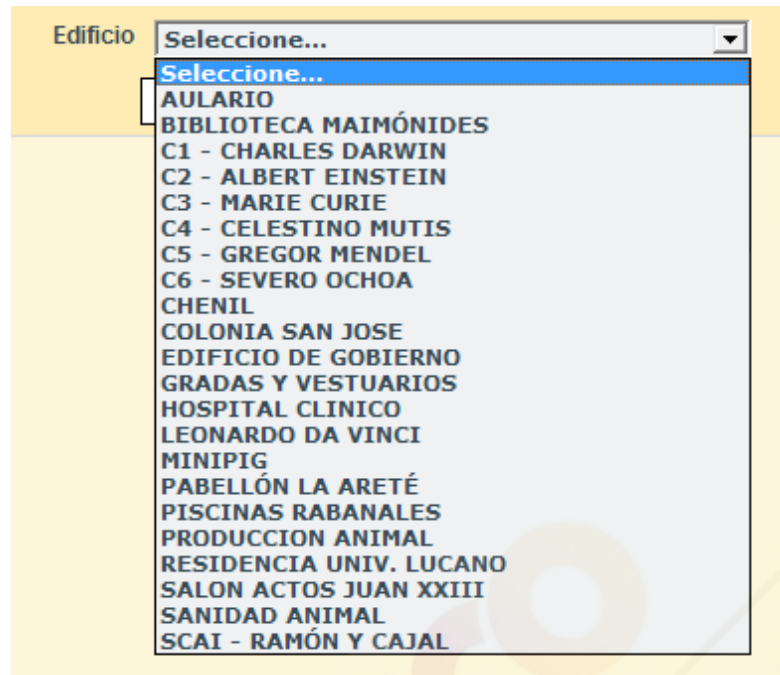 Edificio Seleccione...
Seleccione...
AULARIO
BIBLIOTECA MAIMÓNIDES
C1 - CHARLES DARWIN
C2 - ALBERT EINSTEIN
C3 - MARIE CURIE
C4 - CELESTINO MUTIS
C5 - GREGOR MENDEL
C6 - SEVERO OCHOA
CHENIL
COLONIA SAN JOSE
EDIFICIO DE GOBIERNO
GRADAS Y VESTUARIOS
HOSPITAL CLINICO
LEONARDO DA VINCI
MINIPIG
PABELLÓN LA ARETÉ
PISCINAS RABANALES
PRODUCCION ANIMAL
RESIDENCIA UNIV. LUCANO
SALON ACTOS JUAN XXIII
SANIDAD ANIMAL
SCAI - RAMÓN Y CAJAL